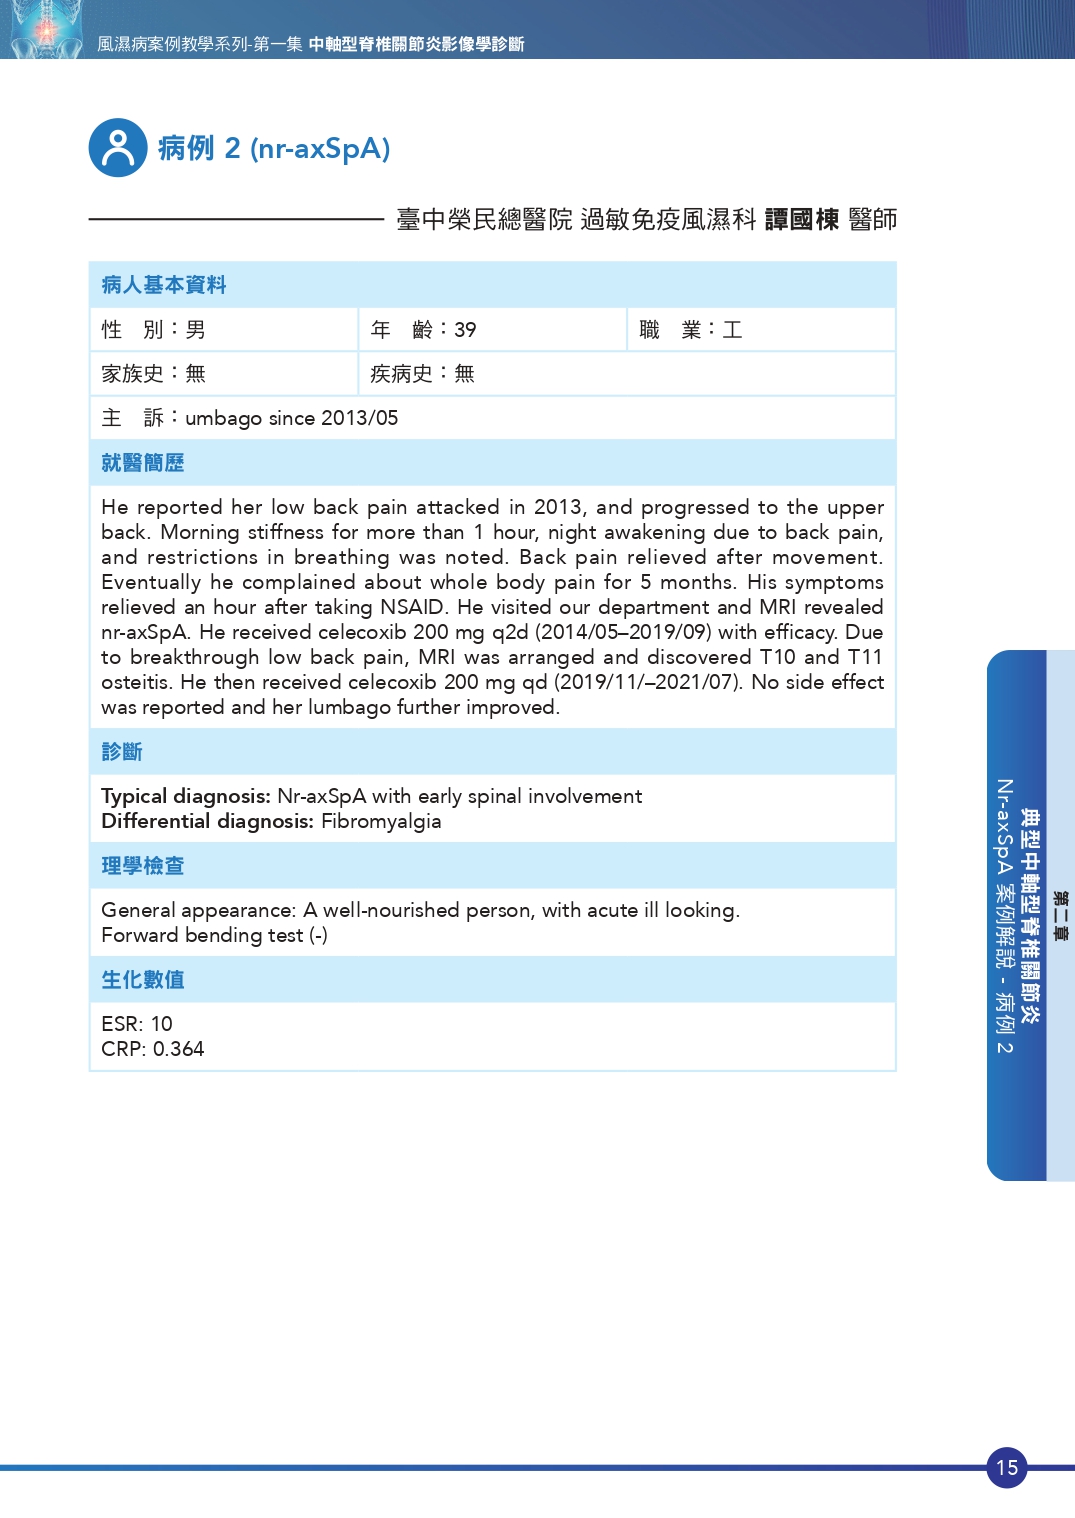 風濕病案例教學系列-第一集 中軸型脊椎關節炎影像學診斷
病例 2 (nr-axSpA)
臺中榮民總醫院 過敏免疫風濕科 譚國棟 醫師
病人基本資料
性 別：男 年 齡：39 職 業：工
家族史：無 疾病史：無
主 訴：umbago since 2013/05
就醫簡歷
He reported her low back pain attacked in 2013, and progressed to the upper
back. Morning stiffness for more than 1 hour, night awakening due to back pain,
and restrictions in breathing was noted. Back pain relieved after movement.
Eventually he complained about whole body pain for 5 months. His symptoms
relieved an hour after taking NSAID. He visited our department and MRI revealed
nr-axSpA. He received celecoxib 200 mg q2d (2014/05–2019/09) with efficacy. Due
to breakthrough low back pain, MRI was arranged and discovered T10 and T11
osteitis. He then received celecoxib 200 mg qd (2019/11/–2021/07). No side effect
was reported and her lumbago further improved.
診斷
Typical diagnosis: Nr-axSpA with early spinal involvement
Differential diagnosis: Fibromyalgia
理學檢查
General appearance: A well-nourished person, with acute ill looking.
Forward bending test (-)
生化數值
ESR: 10
CRP: 0.364
第二章
典型中軸型脊椎關節炎
Nr-axSpA 案例解說 - 病例 2
15